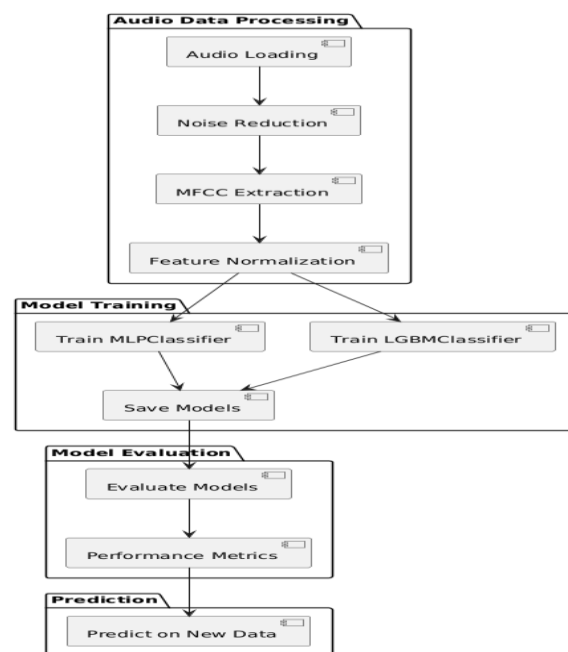 Audio Data Processing
Audio Loading
Noise Reduction
MFCC Extraction
Feature Normalization
Model Training
Train MLPClassifier
Train LGBMClassifier
Save Models
Model Evaluation
Evaluate Models
Performance Metrics
Prediction
Predict on New Data